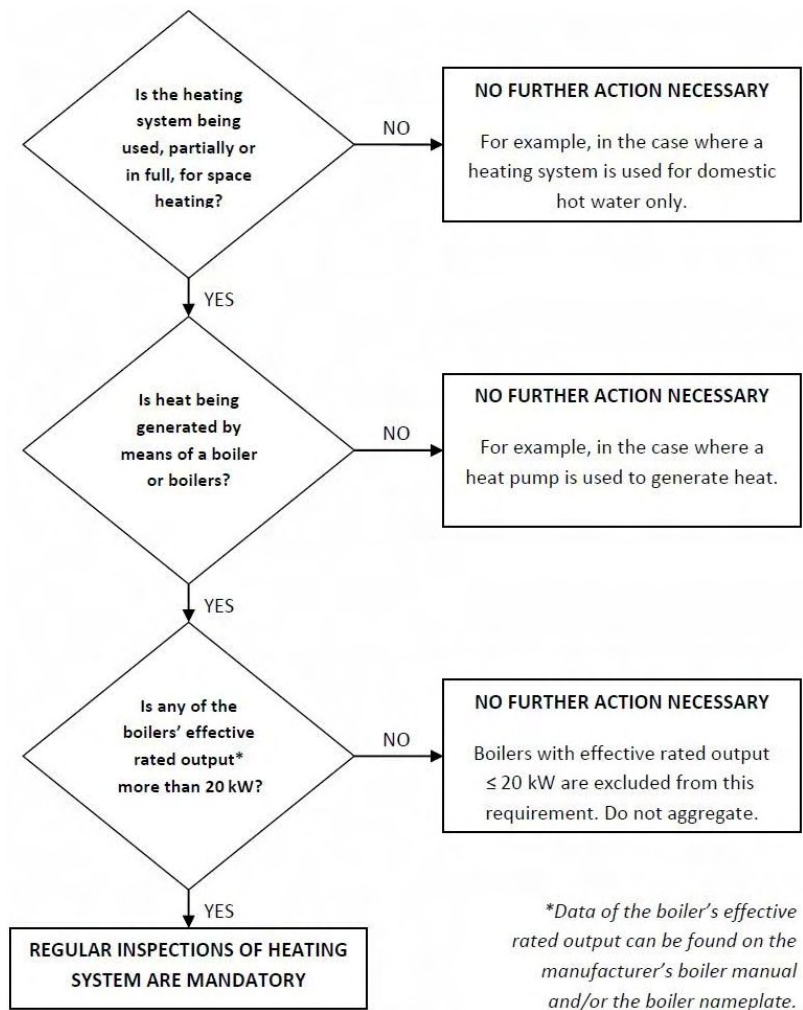 Is the heating
system being
used, partially or
in full, for space
heating?
NO
NO FURTHER ACTION NECESSARY
For example, in the case where a
heating system is used for domestic
hot water only.
YES
Is heat being
generated by
means of a boiler
or boilers?
NO
NO FURTHER ACTION NECESSARY
For example, in the case where a
heat pump is used to generate heat.
YES
Is any of the
boilers’ effective
rated output*
more than 20 kW?
NO
NO FURTHER ACTION NECESSARY
Boilers with effective rated output
≤ 20 kW are excluded from this
requirement. Do not aggregate.
YES
REGULAR INSPECTIONS OF HEATING
SYSTEM ARE MANDATORY
*Data of the boiler’s effective
rated output can be found on the
manufacturer’s boiler manual
and/or the boiler nameplate.